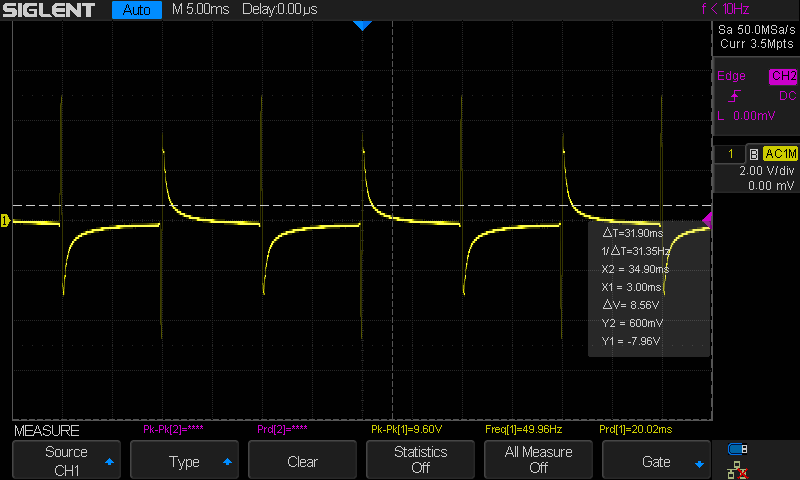 SIGLENT Auto M 5.00ms Delay:0.00µs f < 10Hz
Sa 50.0MSa/s
Curr 3.5Mpts
Edge CH2
DC
L 0.00mV
1 B AC1M
2.00 V/div
0.00 mV
1
△T=31.90ms
1/△T=31.35Hz
X2 = 34.90ms
X1 = 3.00ms
△V= 8.56V
Y2 = 600mV
Y1 = -7.96V
MEASURE Pk-Pk[2]=**** Prd[2]=**** Pk-Pk[1]=9.60V Freq[1]=49.96Hz Prd[1]=20.02ms
Source
CH1
Type
Clear
Statistics
Off
All Measure
Off
Gate